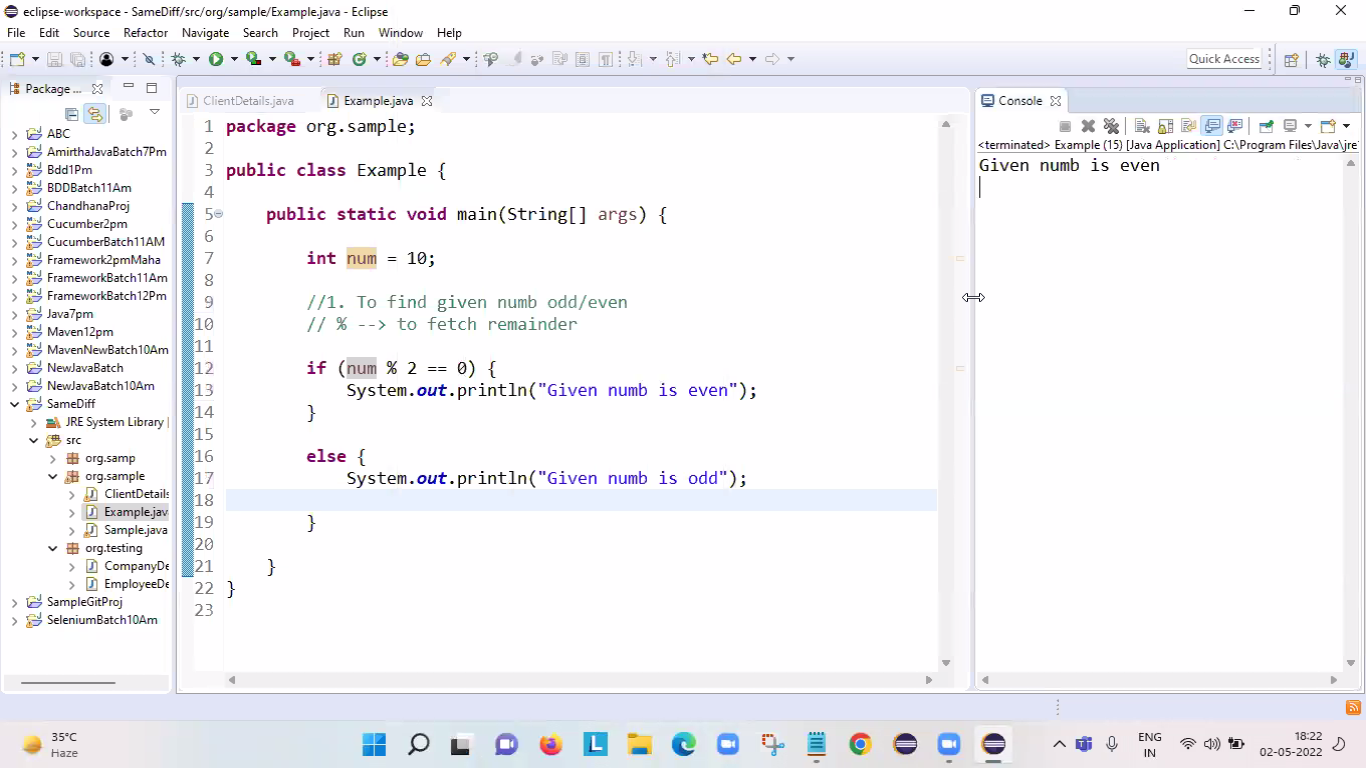 eclipse-workspace - SameDiff/src/org/sample/Example.java - Eclipse
File Edit Source Refactor Navigate Search Project Run Window Help
Quick Access
Package ...
ABC
AmirthaJavaBatch7Pm
Bdd1Pm
BDDBatch11Am
ChandhanaProj
Cucumber2pm
CucumberBatch11AM
Framework2pmMaha
FrameworkBatch11Am
FrameworkBatch12Pm
Java7pm
Maven12pm
MavenNewBatch10Am
NewJavaBatch
NewJavaBatch10Am
SameDiff
JRE System Library [
src
org.samp
org.sample
ClientDetails
Example.jav
Sample.java
org.testing
CompanyDe
EmployeeDe
SampleGitProj
SeleniumBatch10Am
ClientDetails.java
Example.java
1 package org.sample;
2
3 public class Example {
4
5 public static void main(String[] args) {
6
7 int num = 10;
8
9 //1. To find given numb odd/even
10 // % --> to fetch remainder
11
12 if (num % 2 == 0) {
13 System.out.println("Given numb is even");
14 }
15
16 else {
17 System.out.println("Given numb is odd");
18
19 }
20
21 }
22 }
23
Console
<terminated> Example (15) [Java Application] C:\Program Files\Java\jre
Given numb is even
35°C
Haze
ENG
IN
18:22
02-05-2022